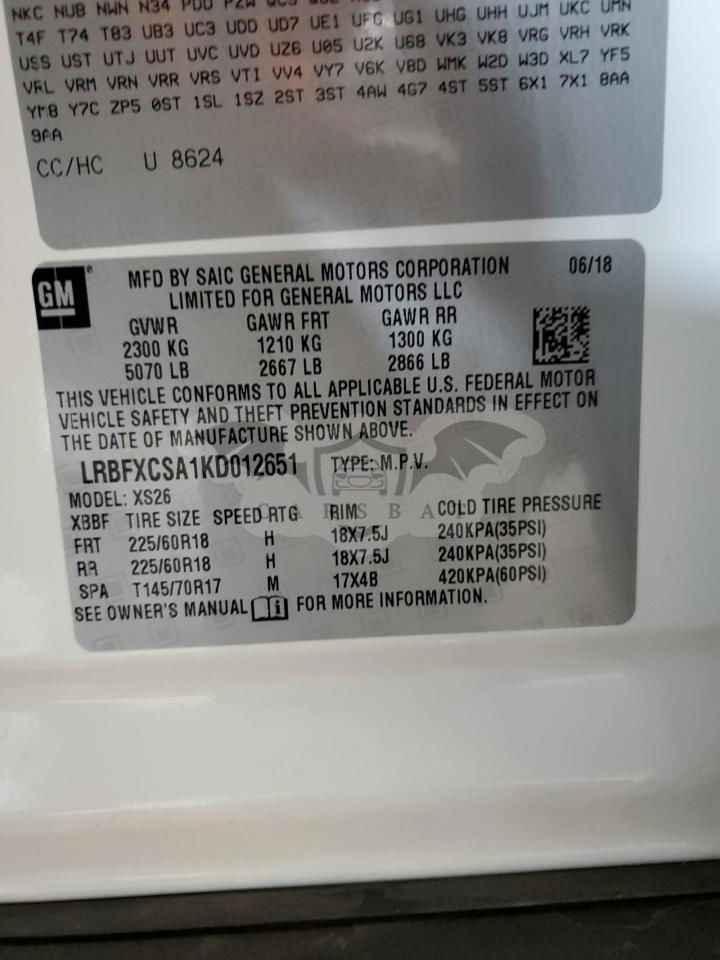 NKC NUB NWN N34 PDD PZW
T4F T74 T83 UB3 UC3 UDD UD7 UE1 UFG UG1 UHG UHH UJM UKC UMN
USS UST UTJ UUT UVC UVD UZ6 U05 U2K U68 VK3 VK8 VRG VRH VRK
VRL VRM VRN VRR VRS VTI VV4 VY7 V6K V8D WMK W2D W3D XL7 YF5
YM8 Y7C ZP5 0ST 1SL 1SZ 2ST 3ST 4AW 4G7 4ST 5ST 6X1 7X1 8AA
9AA
CC/HC U 8624
GM
MFD BY SAIC GENERAL MOTORS CORPORATION 06/18
LIMITED FOR GENERAL MOTORS LLC
GVWR GAWR FRT GAWR RR
2300 KG 1210 KG 1300 KG
5070 LB 2667 LB 2866 LB
THIS VEHICLE CONFORMS TO ALL APPLICABLE U.S. FEDERAL MOTOR
VEHICLE SAFETY AND THEFT PREVENTION STANDARDS IN EFFECT ON
THE DATE OF MANUFACTURE SHOWN ABOVE.
LRBFXCSA1KD012651 TYPE: M.P.V.
MODEL: XS26
XBBF TIRE SIZE SPEED RTG RIM COLD TIRE PRESSURE
FRT 225/60R18 H 18X7.5J 240KPA(35PSI)
RR 225/60R18 H 18X7.5J 240KPA(35PSI)
SPA T145/70R17 M 17X4B 420KPA(60PSI)
SEE OWNER'S MANUAL FOR MORE INFORMATION.